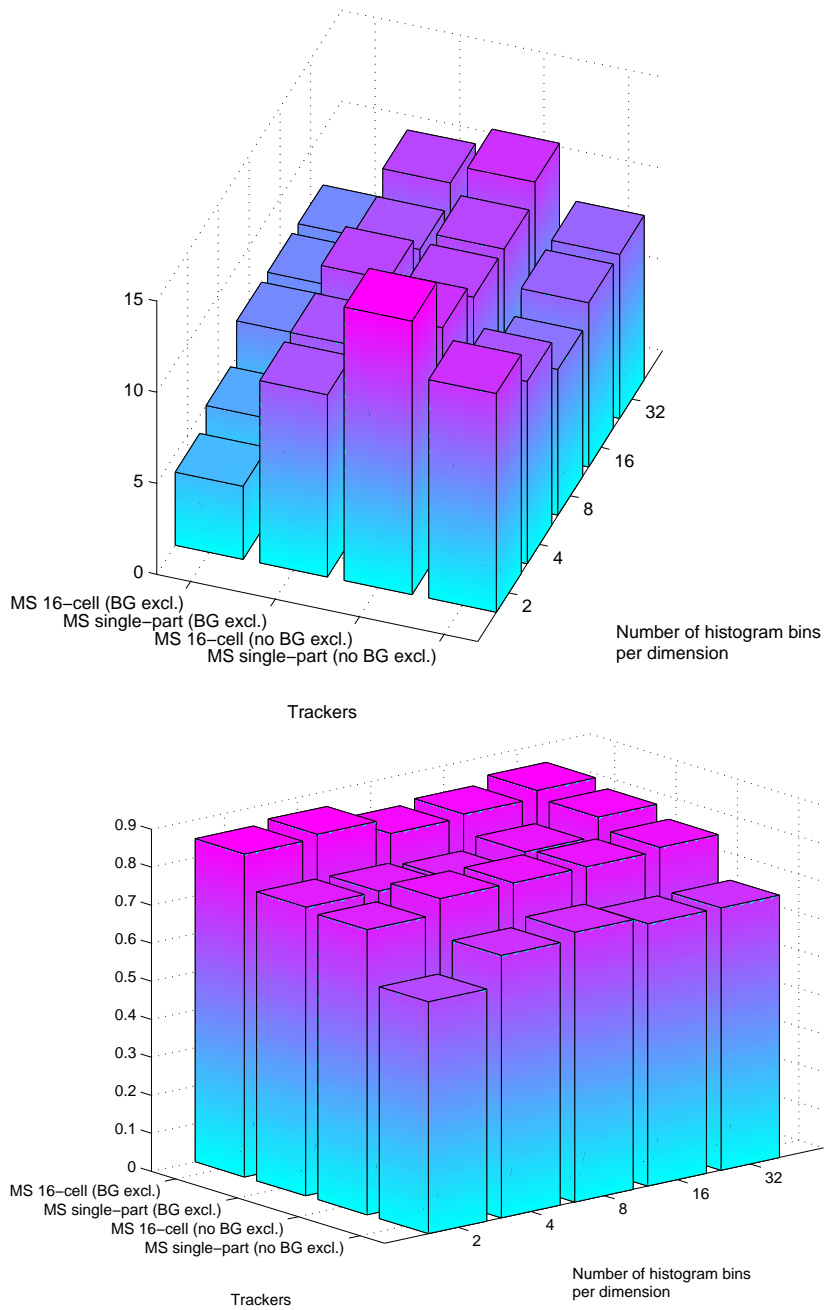 15
10
5
0
32
16
8
4
2
MS 16−cell (BG excl.)
MS single−part (BG excl.)
MS 16−cell (no BG excl.)
MS single−part (no BG excl.)
Number of histogram bins
per dimension
Trackers
0.9
0.8
0.7
0.6
0.5
0.4
0.3
0.2
0.1
0
MS 16−cell (BG excl.)
MS single−part (BG excl.)
MS 16−cell (no BG excl.)
MS single−part (no BG excl.)
2
4
8
16
32
Number of histogram bins
per dimension
Trackers